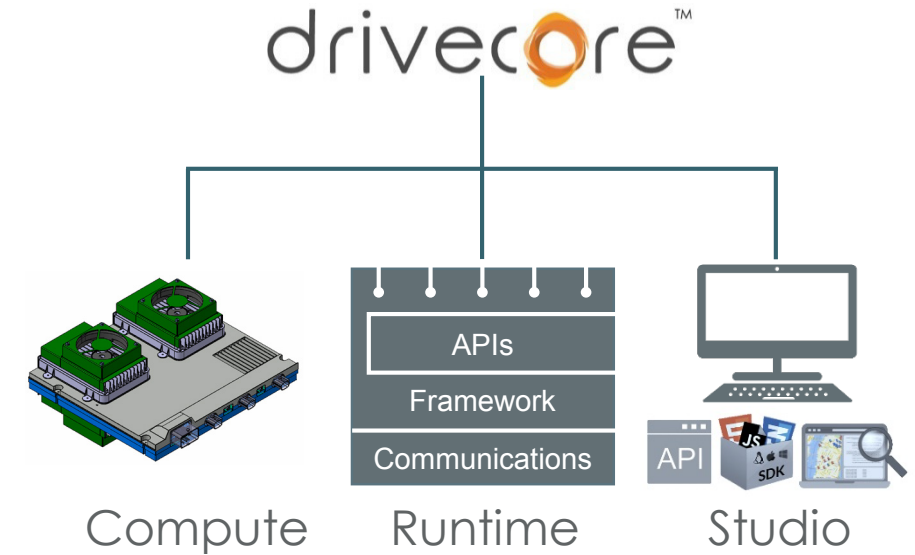 drivecore™
APIs
Framework
Communications
API
JS
SDK
Compute
Runtime
Studio